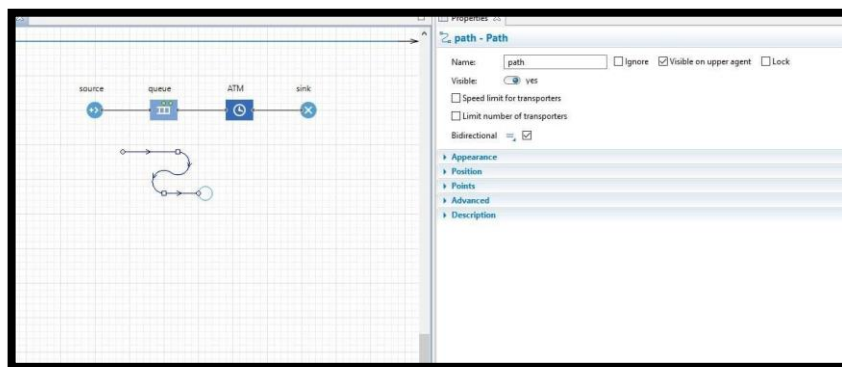 Properties
path - Path
Name: path Ignore Visible on upper agent Lock
Visible: yes
source queue ATM sink
Speed limit for transporters
Limit number of transporters
Bidirectional
Appearance
Position
Points
Advanced
Description